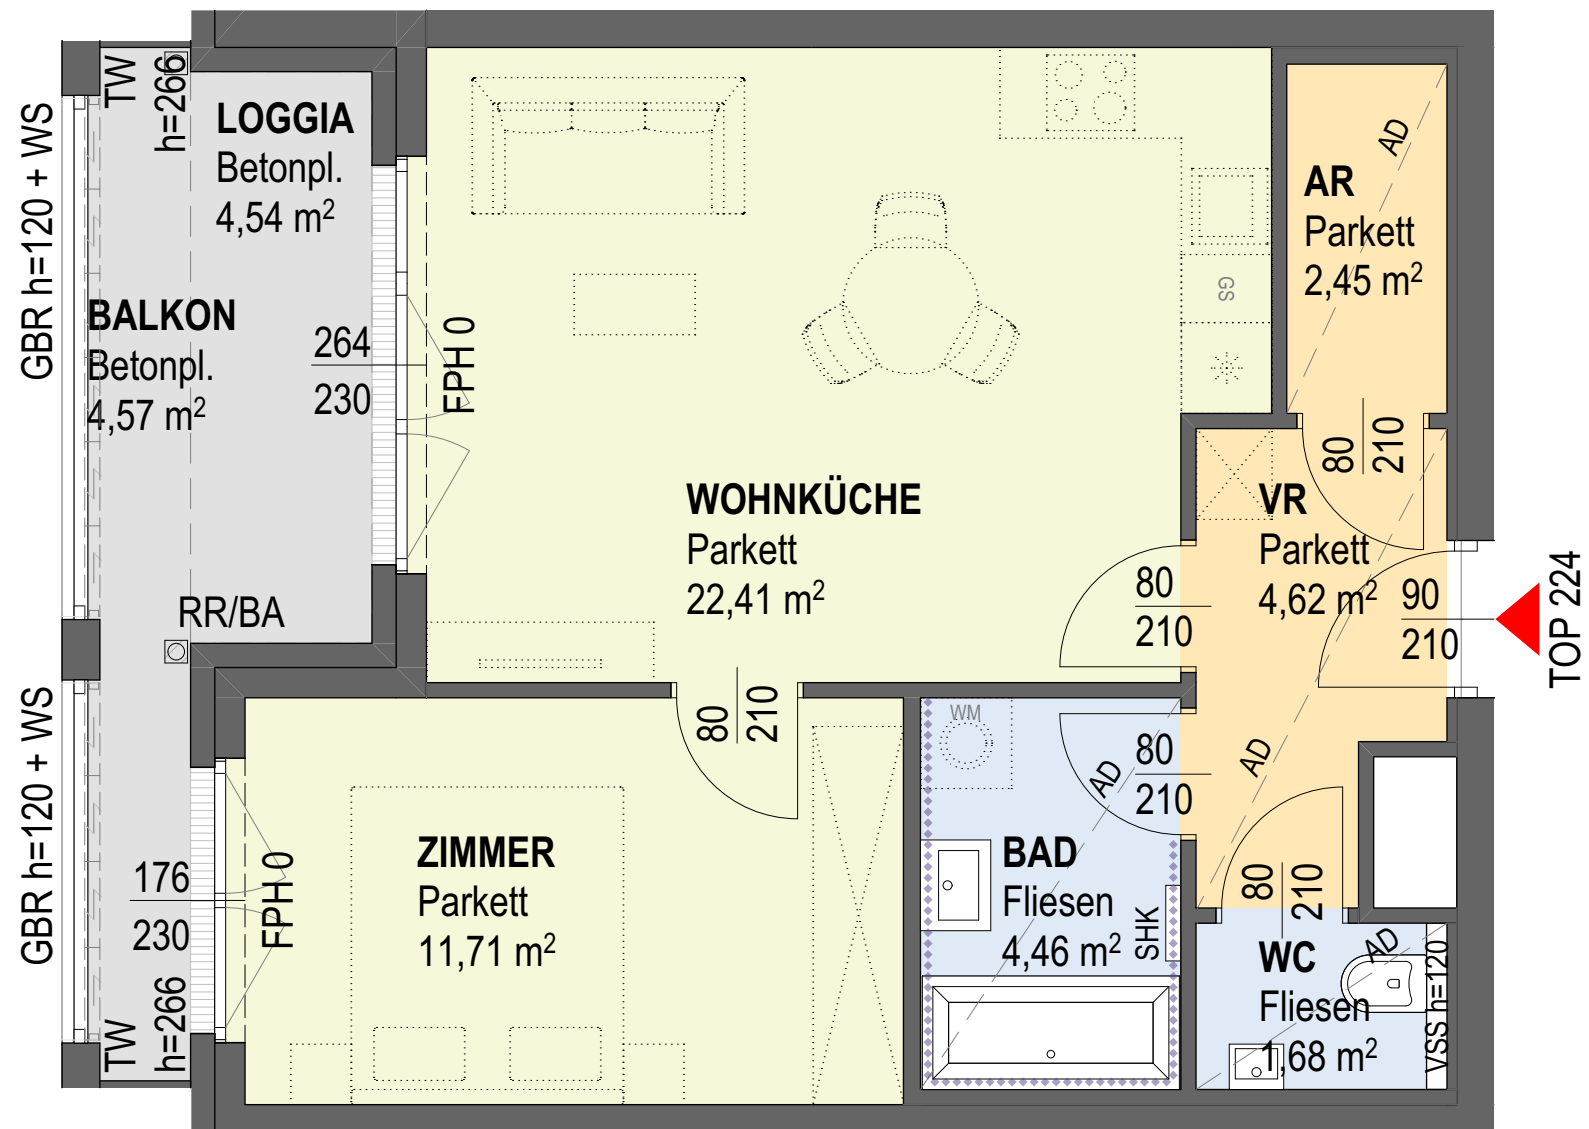 TW
h=266
GBR h=120 + WS
LOGGIA
Betonpl.
4,54 m²
BALKON
Betonpl.
4,57 m²
264
230
FPH 0
RR/BA
WOHNKÜCHE
Parkett
22,41 m²
GS
AR
Parkett
2,45 m²
AD
80
210
VR
Parkett
4,62 m²
80
210
90
210
TOP 224
AD
GBR h=120 + WS
176
230
FPH 0
TW
h=266
ZIMMER
Parkett
11,71 m²
80
210
WM
80
210
AD
BAD
Fliesen
4,46 m²
SHK
80
210
WC
Fliesen
1,68 m²
AD
VSS h=120